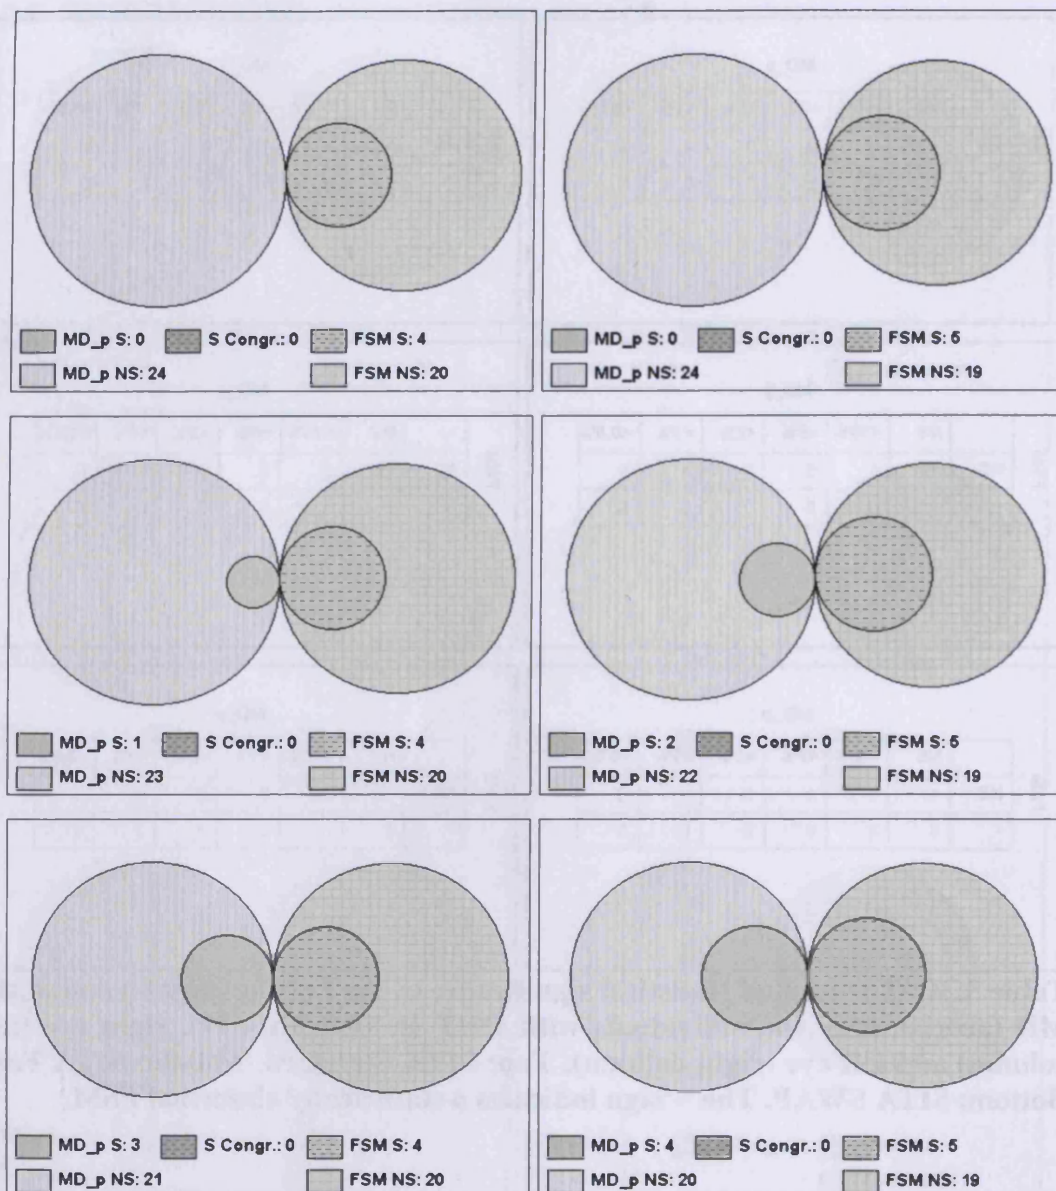 MD_p S: 0 S Congr.: 0 FSM S: 4
MD_p NS: 24 FSM NS: 20
MD_p S: 0 S Congr.: 0 FSM S: 5
MD_p NS: 24 FSM NS: 19
MD_p S: 1 S Congr.: 0 FSM S: 4
MD_p NS: 23 FSM NS: 20
MD_p S: 2 S Congr.: FSM S: 5
MD_p NS: 22 FSM NS: 19
MD_p S: 3 S Congr.: 0 FSM S: 4
MD_p NS: 21 FSM NS: 20
MD_p S: 4 S Congr.: 0 FSM S: 5
MD_p NS: 20 FSM NS: 19